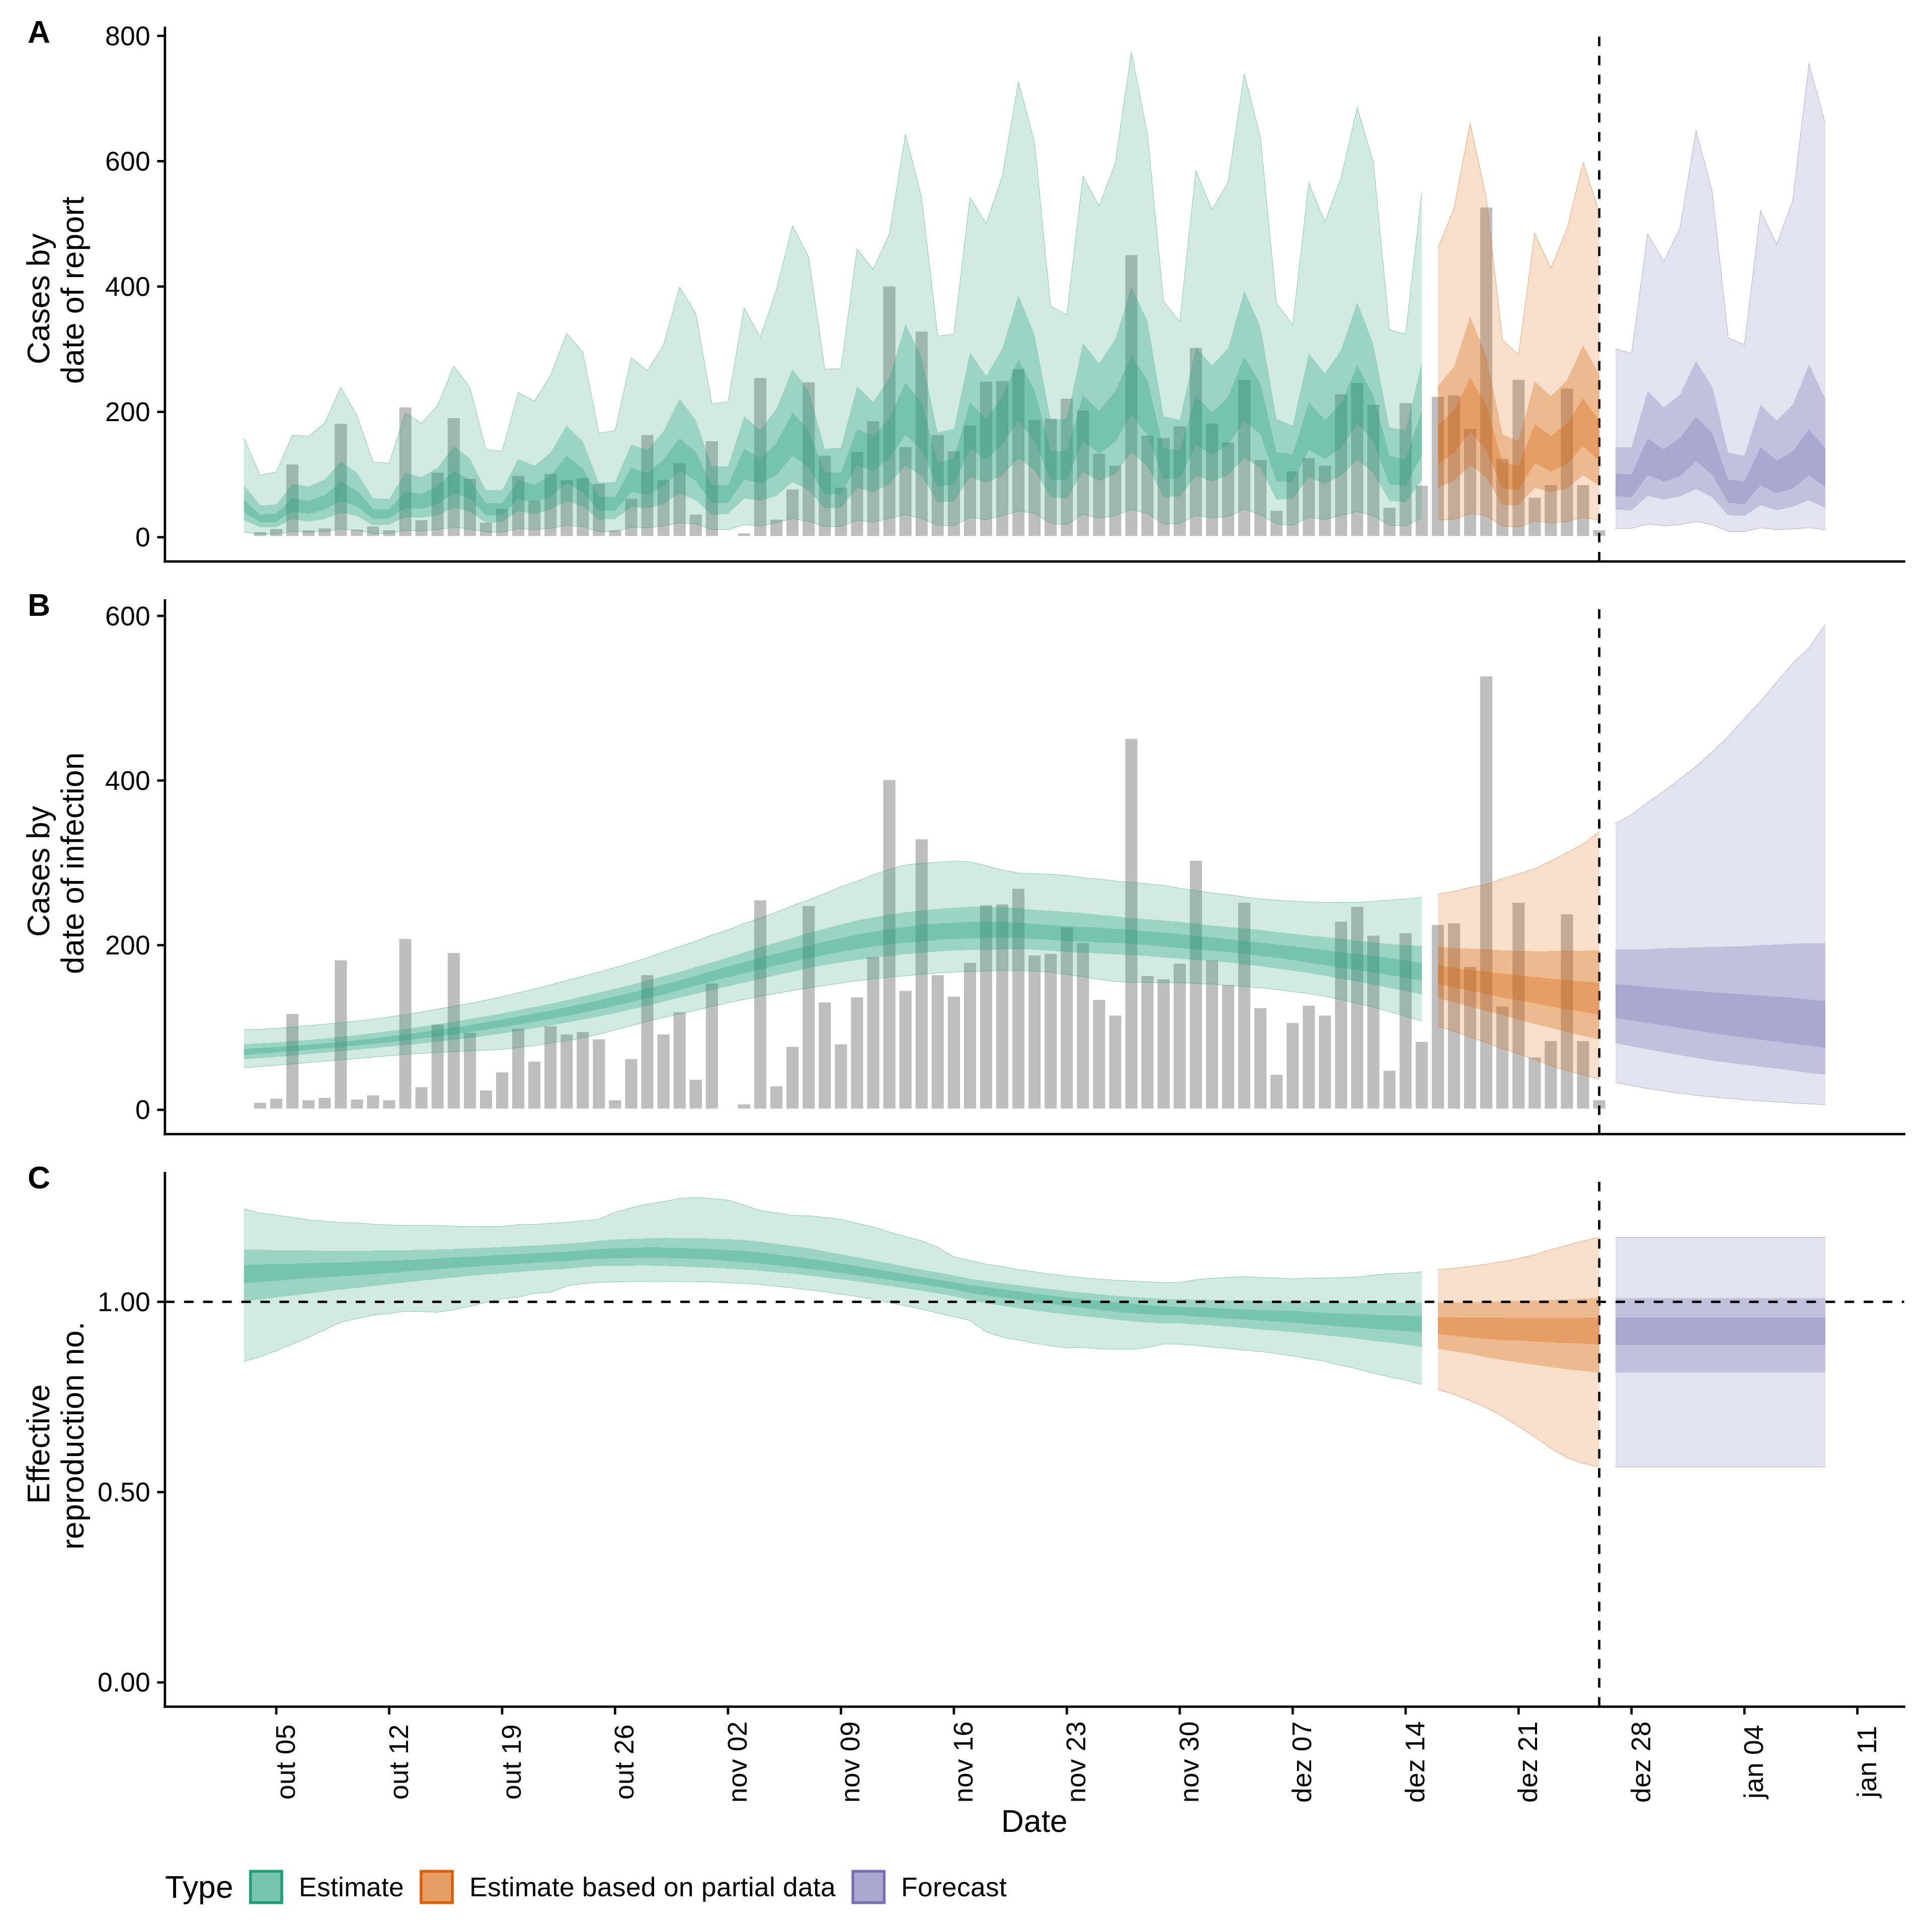 A
800
600
400
200
0
Cases by
date of report
B
600
400
200
0
Cases by
date of infection
C
1.00
0.50
0.00
Effective
reproduction no.
out 05
out 12
out 19
out 26
nov 02
nov 09
nov 16
nov 23
nov 30
dez 07
dez 14
dez 21
dez 28
jan 04
jan 11
Date
Type Estimate Estimate based on partial data Forecast